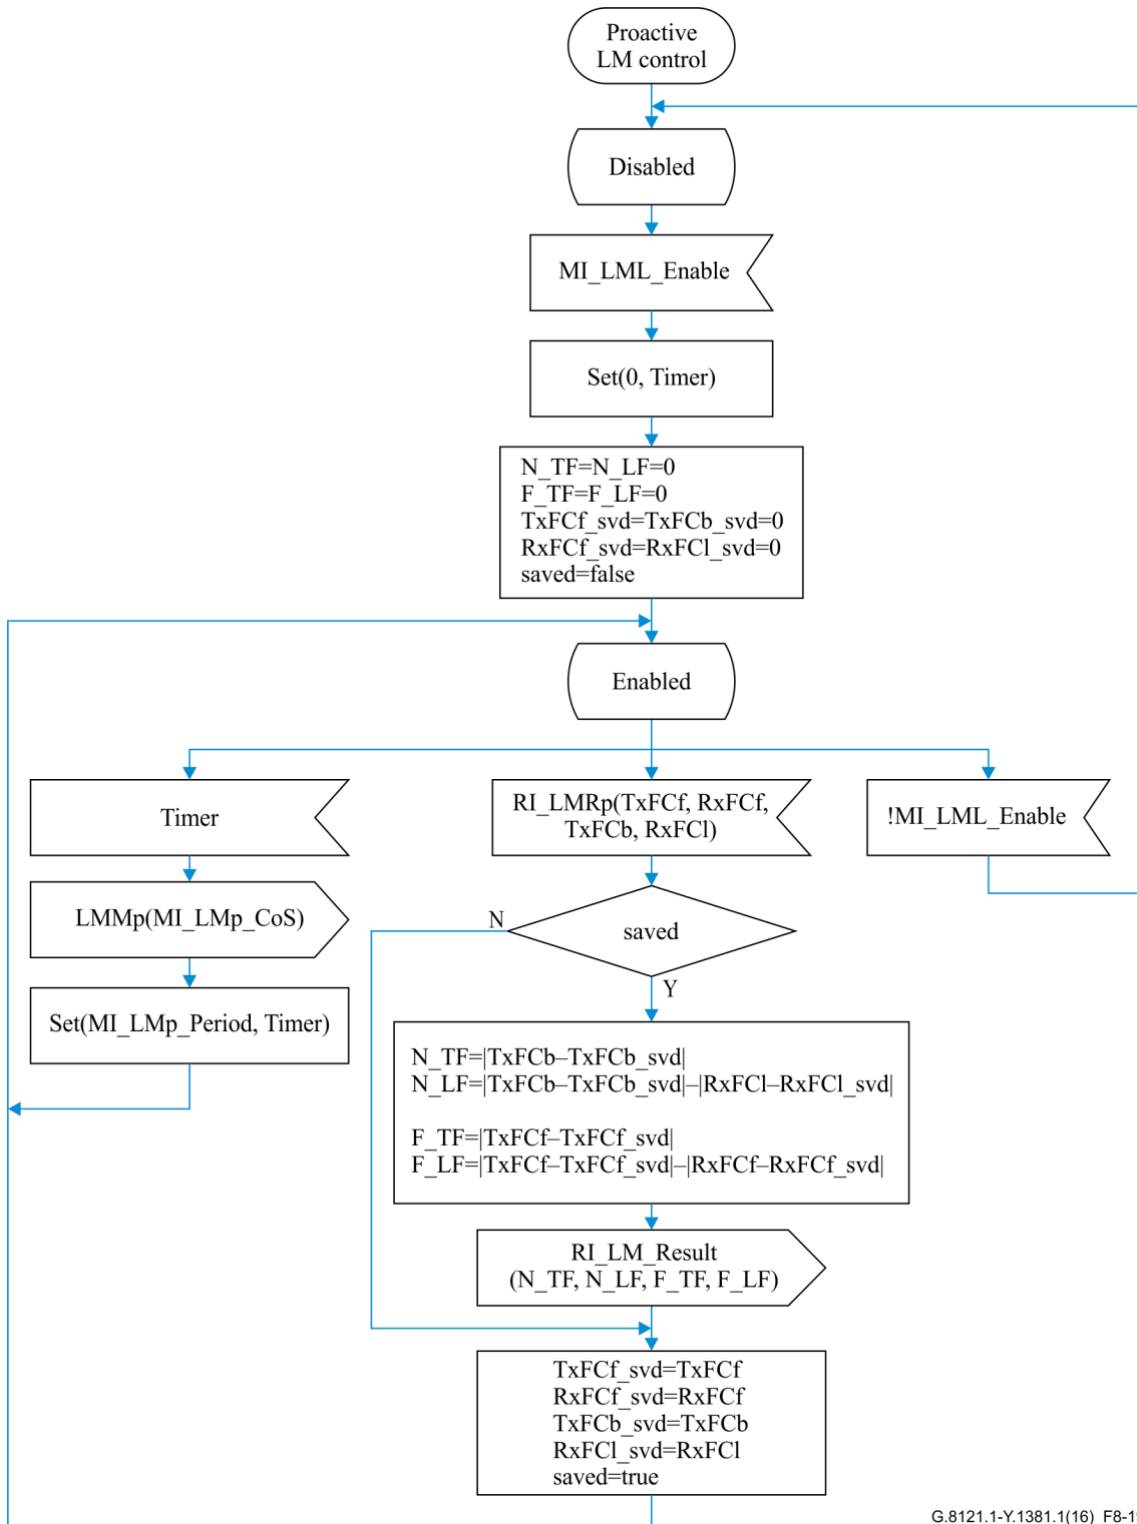 Proactive
LM control
Disabled
MI_LML_Enable
Set(0, Timer)
N_TF=N_LF=0
F_TF=F_LF=0
TxFCf_svd=TxFCb_svd=0
RxFCf_svd=RxFCl_svd=0
saved=false
Enabled
Timer
LMMp(MI_LMp_CoS)
Set(MI_LMp_Period, Timer)
RI_LMRp(TxFCf, RxFCf,
TxFCb, RxFCl)
!MI_LML_Enable
saved
N
Y
N_TF=|TxFCb–TxFCb_svd|
N_LF=|TxFCb–TxFCb_svd|–|RxFCl–RxFCl_svd|
F_TF=|TxFCf–TxFCf_svd|
F_LF=|TxFCf–TxFCf_svd|–|RxFCf–RxFCf_svd|
RI_LM_Result
(N_TF, N_LF, F_TF, F_LF)
TxFCf_svd=TxFCf
RxFCf_svd=RxFCf
TxFCb_svd=TxFCb
RxFCl_svd=RxFCl
saved=true
G.8121.1-Y.1381.1(16)